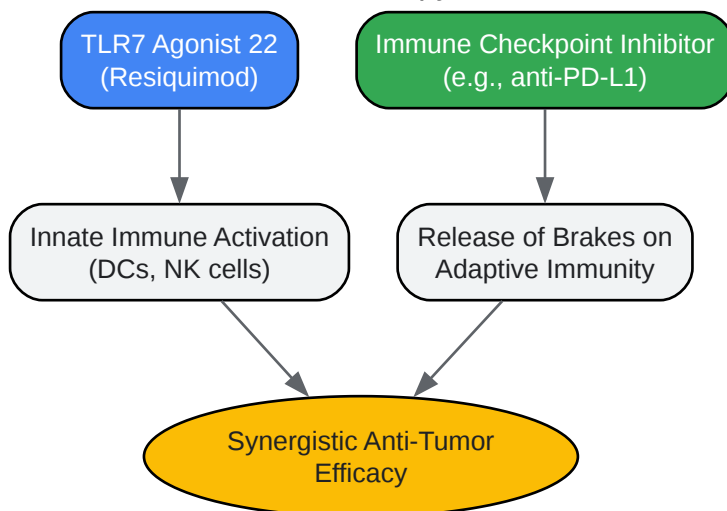 TLR7 Agonist 22
(Resiquimod)
Immune Checkpoint Inhibitor
(e.g., anti-PD-L1)
Innate Immune Activation
(DCs, NK cells)
Release of Brakes on
Adaptive Immunity
Synergistic Anti-Tumor
Efficacy